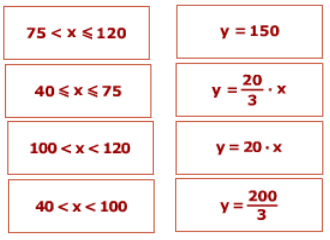 75 < x ⩽ 120
y = 150
40 ⩽ x ⩽ 75
y = 20/3 · x
100 < x < 120
y = 20 · x
40 < x < 100
y = 200/3